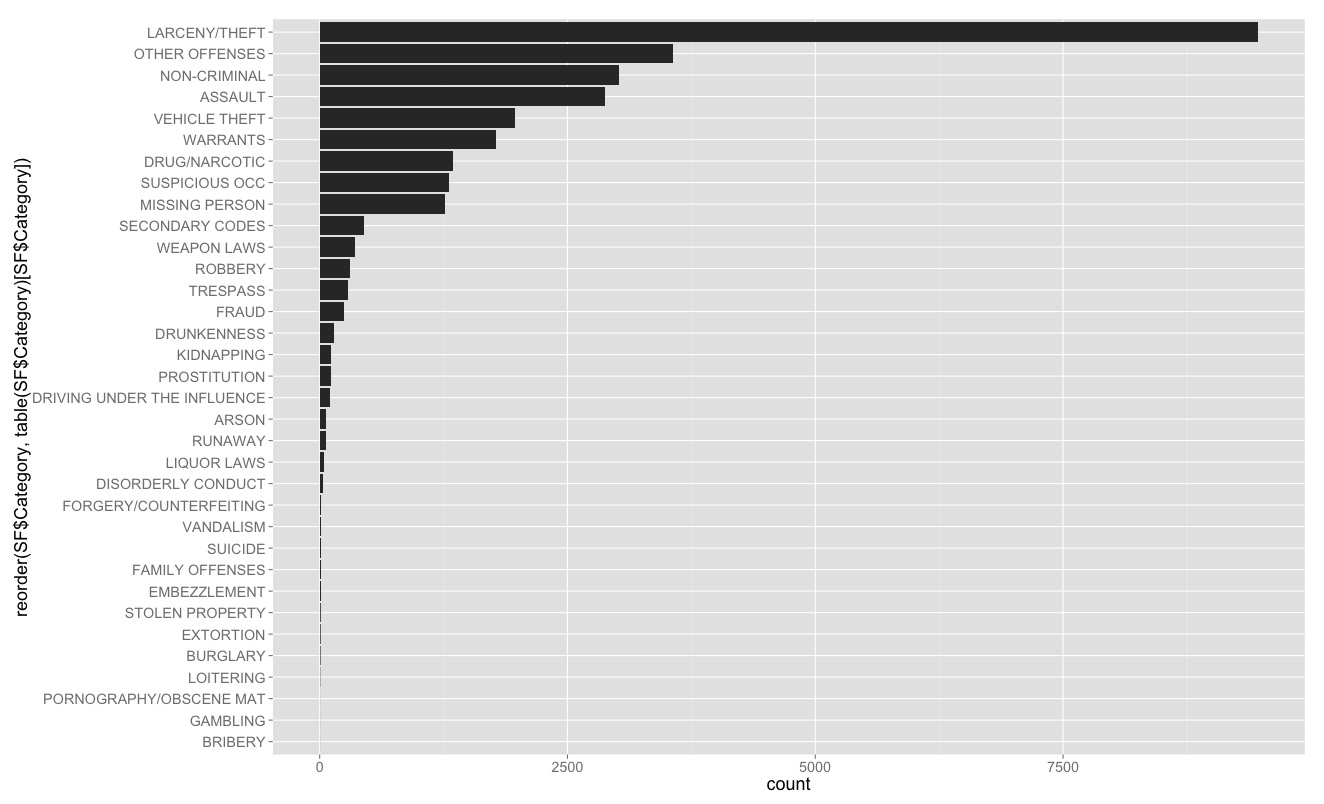 reorder(SF$Category, table(SF$Category)[SF$Category])
LARCENY/THEFT
OTHER OFFENSES
NON-CRIMINAL
ASSAULT
VEHICLE THEFT
WARRANTS
DRUG/NARCOTIC
SUSPICIOUS OCC
MISSING PERSON
SECONDARY CODES
WEAPON LAWS
ROBBERY
TRESPASS
FRAUD
DRUNKENNESS
KIDNAPPING
PROSTITUTION
DRIVING UNDER THE INFLUENCE
ARSON
RUNAWAY
LIQUOR LAWS
DISORDERLY CONDUCT
FORGERY/COUNTERFEITING
VANDALISM
SUICIDE
FAMILY OFFENSES
EMBEZZLEMENT
STOLEN PROPERTY
EXTORTION
BURGLARY
LOITERING
PORNOGRAPHY/OBSCENE MAT
GAMBLING
BRIBERY
0 2500 5000 7500
count